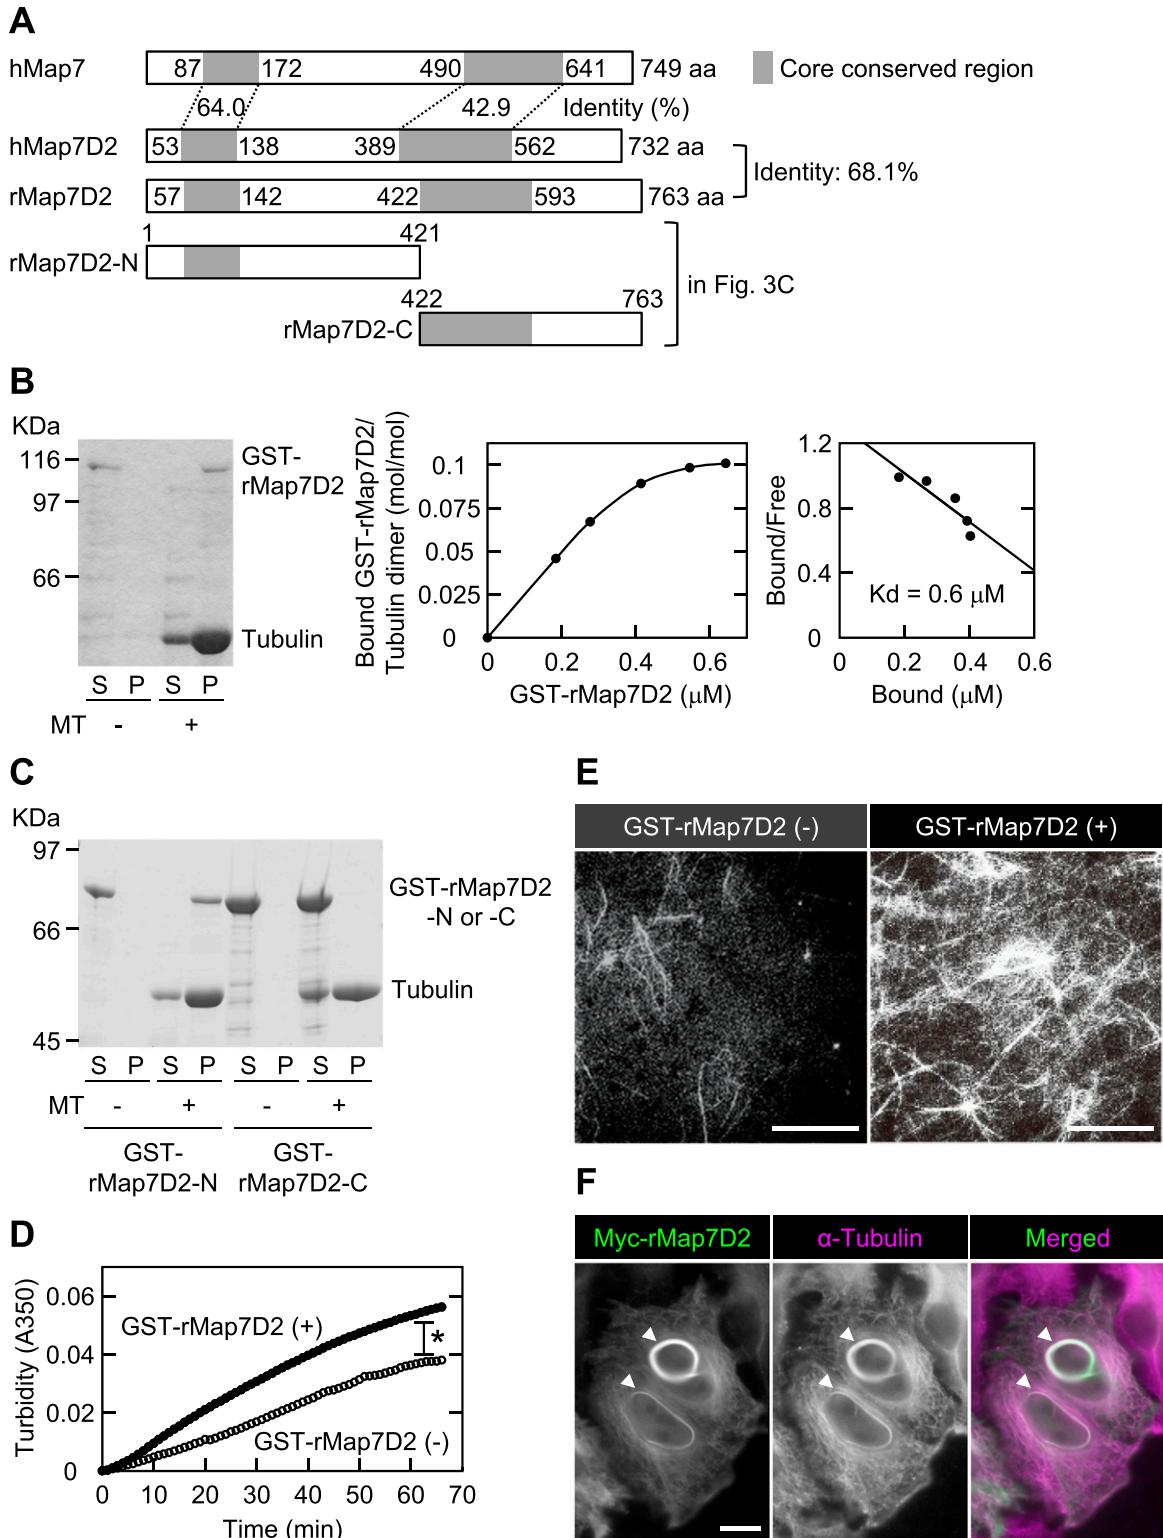 A
hMap7 87 172 490 641 749 aa Core conserved region
64.0 42.9 Identity (%)
hMap7D2 53 138 389 562 732 aa
Identity: 68.1%
rMap7D2 57 142 422 593 763 aa
1 421
rMap7D2-N
in Fig. 3C
422 763
rMap7D2-C
B
KDa
116
97
66
GST-
rMap7D2
Tubulin
S P S P
MT - +
Bound GST-rMap7D2/
Tubulin dimer (mol/mol)
0.1
0.075
0.05
0.025
0
0 0.2 0.4 0.6
GST-rMap7D2 (μM)
Bound/Free
1.2
0.8
0.4
0
Kd = 0.6 μM
0 0.2 0.4 0.6
Bound (μM)
C
KDa
97
66
45
GST-rMap7D2
-N or -C
Tubulin
S P S P S P S P
MT - + - +
GST-
rMap7D2-N
GST-
rMap7D2-C
D
Turbidity (A350)
0.06
0.04
0.02
0
GST-rMap7D2 (+)
*
GST-rMap7D2 (-)
0 10 20 30 40 50 60 70
Time (min)
E
GST-rMap7D2 (-) GST-rMap7D2 (+)
F
Myc-rMap7D2 α-Tubulin Merged